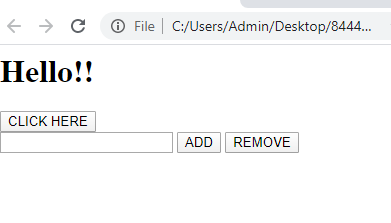 File C:/Users/Admin/Desktop/8444...
Hello!!
CLICK HERE
ADD REMOVE